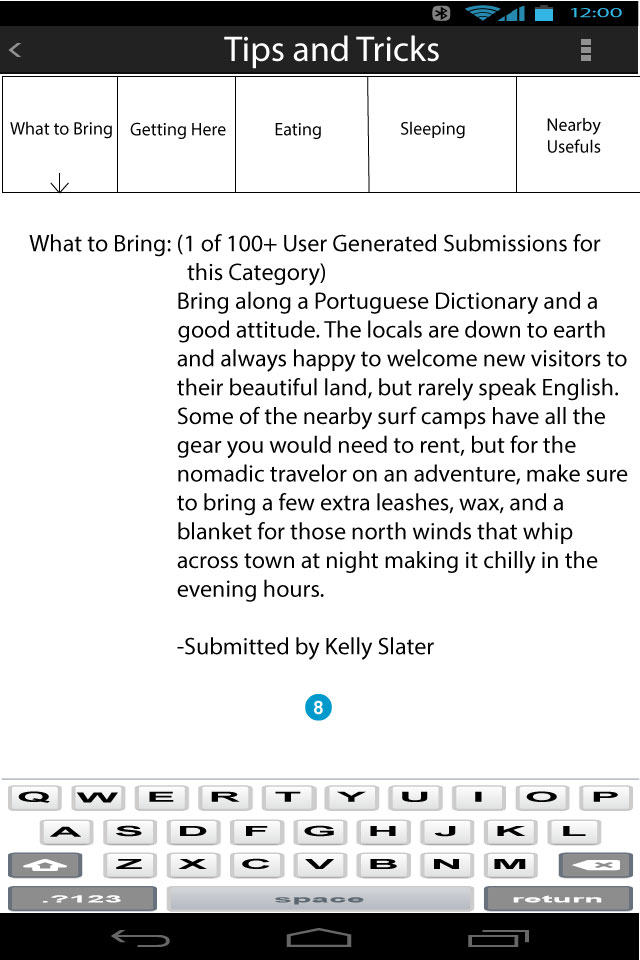 12:00
Tips and Tricks
What to Bring
Getting Here
Eating
Sleeping
Nearby
Usefuls
What to Bring: (1 of 100+ User Generated Submissions for
this Category)
Bring along a Portuguese Dictionary and a
good attitude. The locals are down to earth
and always happy to welcome new visitors to
their beautiful land, but rarely speak English.
Some of the nearby surf camps have all the
gear you would need to rent, but for the
nomadic travelor on an adventure, make sure
to bring a few extra leashes, wax, and a
blanket for those north winds that whip
across town at night making it chilly in the
evening hours.
-Submitted by Kelly Slater
8
Q W E R T Y U I O P
A S D F G H J K L
Z X C V B N M
.?123 space return